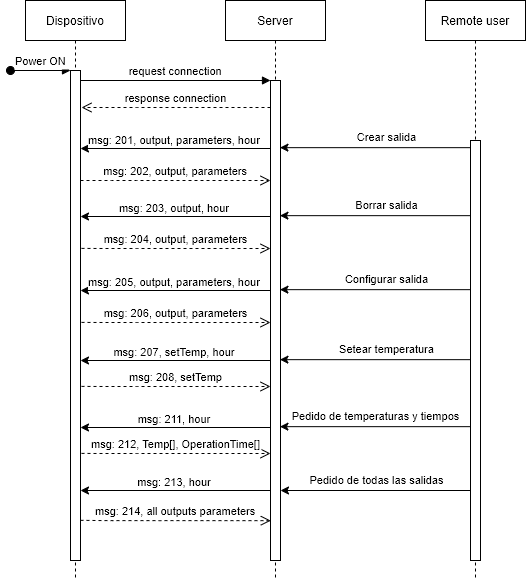 Dispositivo
Server
Remote user
Power ON
request connection
response connection
Crear salida
msg: 201, output, parameters, hour
msg: 202, output, parameters
Borrar salida
msg: 203, output, hour
msg: 204, output, parameters
Configurar salida
msg: 205, output, parameters, hour
msg: 206, output, parameters
Setear temperatura
msg: 207, setTemp, hour
msg: 208, setTemp
Pedido de temperaturas y tiempos
msg: 211, hour
msg: 212, Temp[], OperationTime[]
Pedido de todas las salidas
msg: 213, hour
msg: 214, all outputs parameters